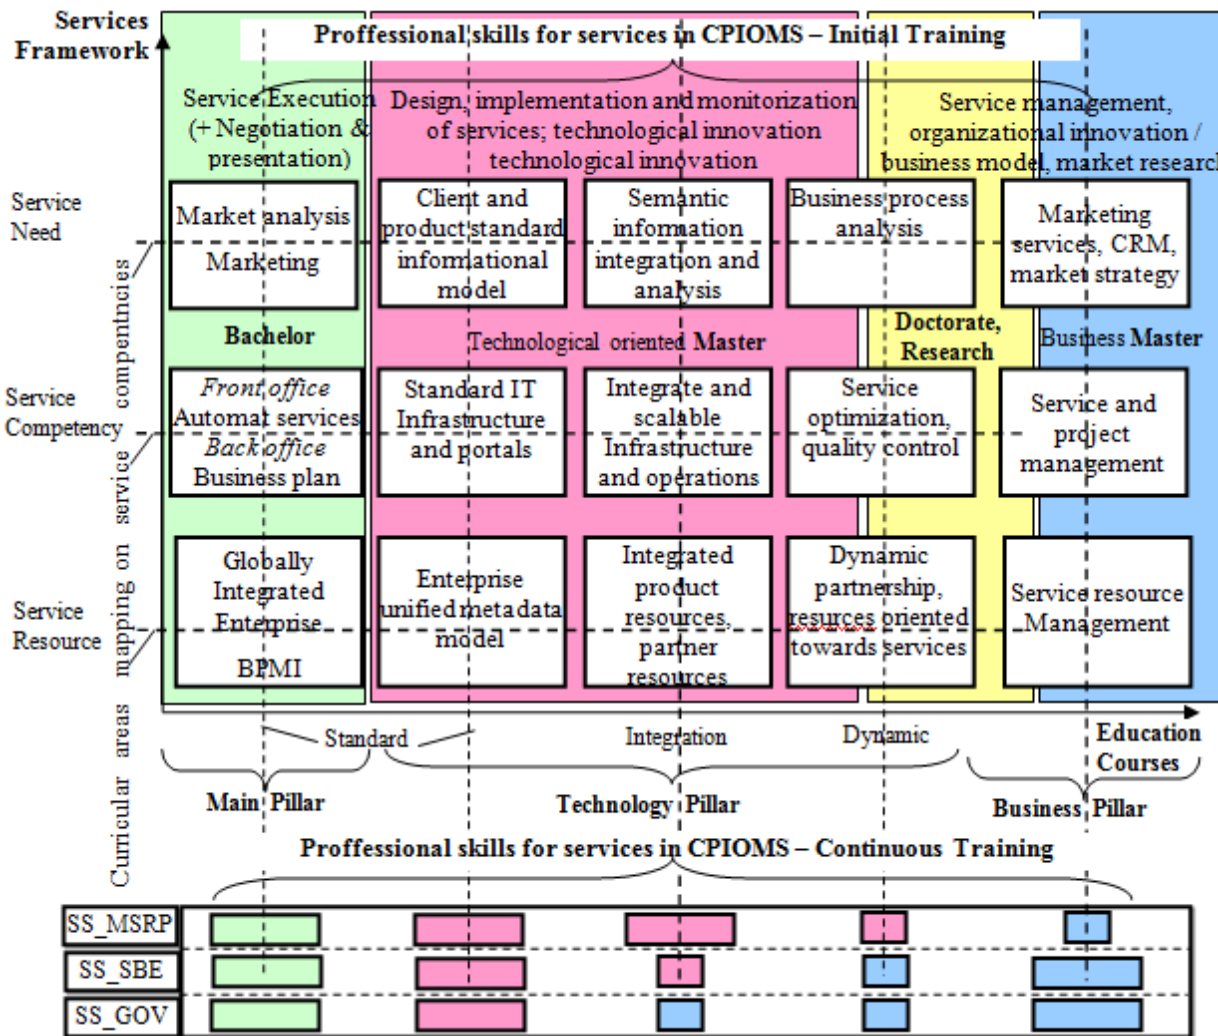 Services
Framework
Proffessional skills for services in CPIOMS – Initial Training
Service Execution
(+ Negotiation &
presentation)
Design, implementation and monitorization
of services; technological innovation
technological innovation
Service management,
organizational innovation /
business model, market research
Service
Need
Market analysis
Marketing
Client and
product standard
informational
model
Semantic
information
integration and
analysis
Business process
analysis
Marketing
services, CRM,
market strategy
Bachelor
Technological oriented Master
Doctorate,
Research
Business Master
Service
Competency
Front office
Automat services
Back office
Business plan
Standard IT
Infrastructure
and portals
Integrate and
scalable
Infrastructure
and operations
Service
optimization,
quality control
Service and
project
management
Service
Resource
Globally
Integrated
Enterprise
BPMI
Enterprise
unified metadata
model
Integrated
product
resources,
partner
resources
Dynamic
partnership,
resurces oriented
towards services
Service resource
Management
Curricular areas mapping on service compentncies
Standard
Integration
Dynamic
Education
Courses
Main Pillar
Technology Pillar
Business Pillar
Proffessional skills for services in CPIOMS – Continuous Training
SS_MSRP
SS_SBE
SS_GOV